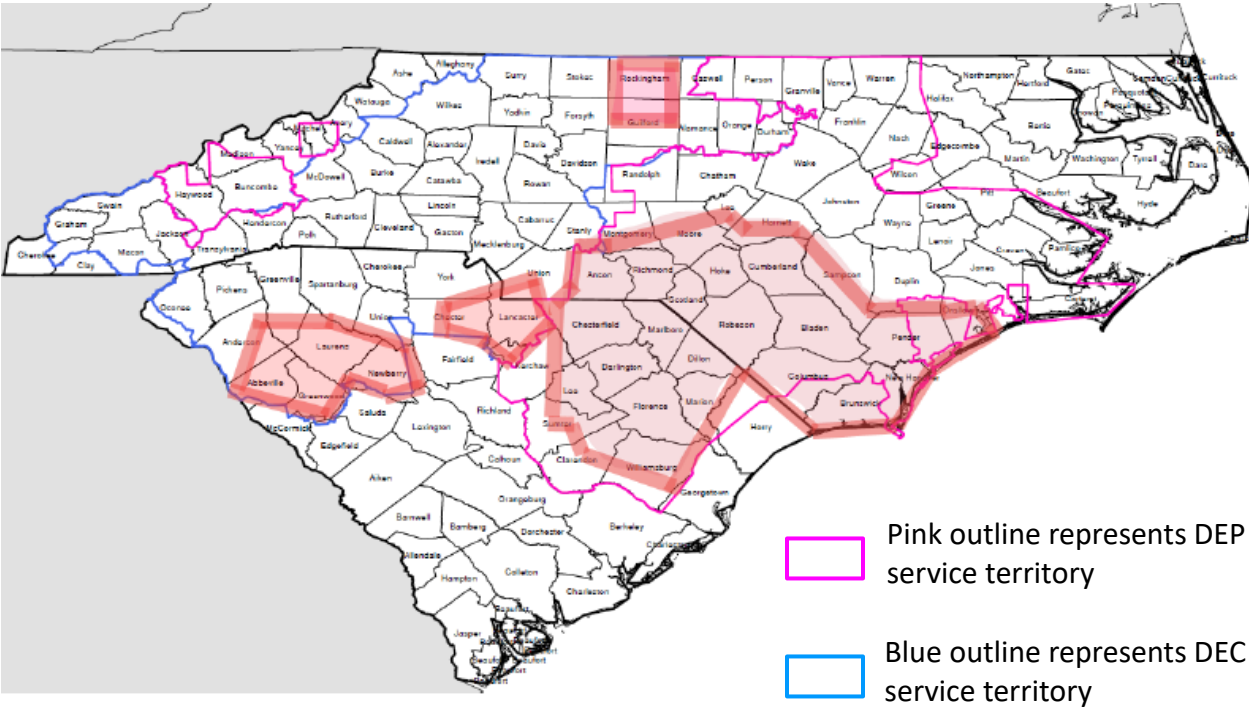 Ashe
Alleghany
Surry
Stokes
Rockingham
Caswell
Person
Granville
Vance
Warren
Northampton
Hertford
Gates
Halifax
Watauga
Wilkes
Yadkin
Forsyth
Guilford
Alamance
Orange
Durham
Franklin
Nash
Edgecombe
Bertie
Martin
Washington
Tyrrell
Dare
Mitchell
Avery
Yancey
Madison
Caldwell
Alexander
Iredell
Davie
Davidson
Randolph
Chatham
Wake
Wilson
Pitt
Beaufort
Hyde
Haywood
Buncombe
McDowell
Burke
Catawba
Rowan
Johnston
Greene
Wayne
Lenoir
Craven
Pamlico
Swain
Graham
Jackson
Henderson
Rutherford
Polk
Cleveland
Lincoln
Gaston
Mecklenburg
Cabarrus
Stanly
Montgomery
Moore
Lee
Harnett
Cherokee
Clay
Macon
Transylvania
Union
Anson
Richmond
Hoke
Cumberland
Sampson
Duplin
Jones
Onslow
Scotland
Robeson
Bladen
Pender
Columbus
Brunswick
New Hanover
Oconee
Pickens
Greenville
Spartanburg
Cherokee
York
Union
Chester
Lancaster
Chesterfield
Marlboro
Dillon
Darlington
Anderson
Laurens
Newberry
Fairfield
Kershaw
Lee
Florence
Marion
Horry
Abbeville
Greenwood
Saluda
McCormick
Edgefield
Lexington
Richland
Sumter
Clarendon
Williamsburg
Georgetown
Aiken
Calhoun
Orangeburg
Barnwell
Bamberg
Dorchester
Berkeley
Allendale
Hampton
Colleton
Charleston
Jasper
Beaufort
Pink outline represents DEP
service territory
Blue outline represents DEC
service territory